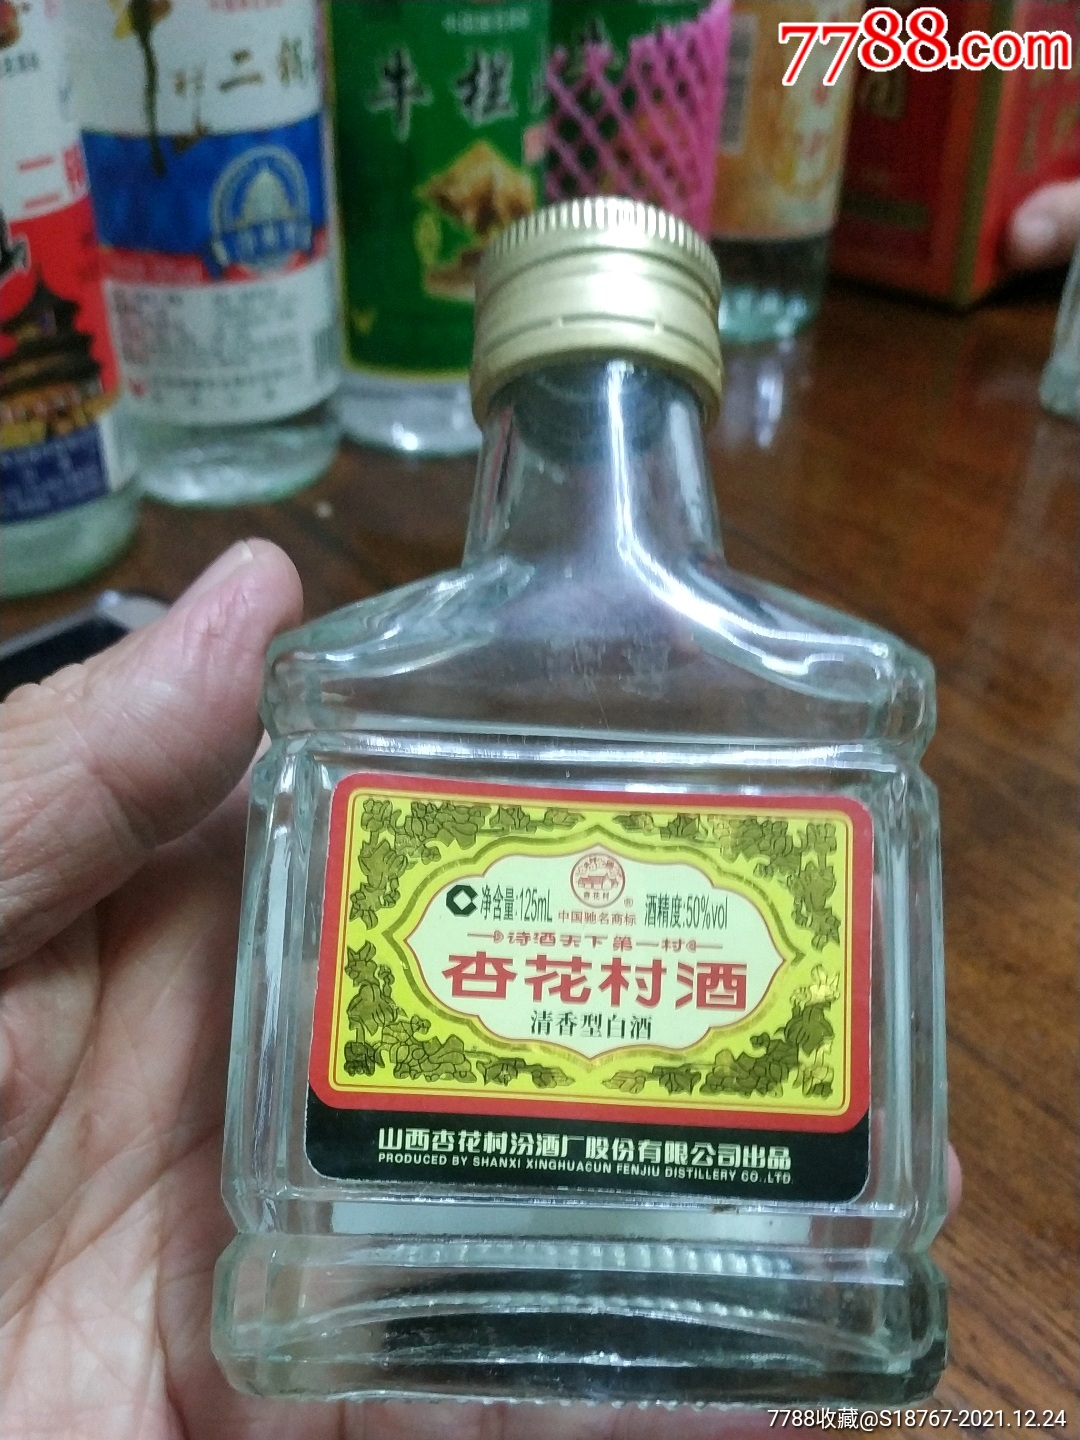 7788.com
二锅
牛栏
净含量:125mL
杏花村
®
中国驰名商标
酒精度:50%vol
诗酒天下第一村
杏花村酒
清香型白酒
山西杏花村汾酒厂股份有限公司出品
PRODUCED BY SHANXI XINGHUACUN FENJIU DISTILLERY CO.,LTD.
7788收藏@S18767-2021.12.24